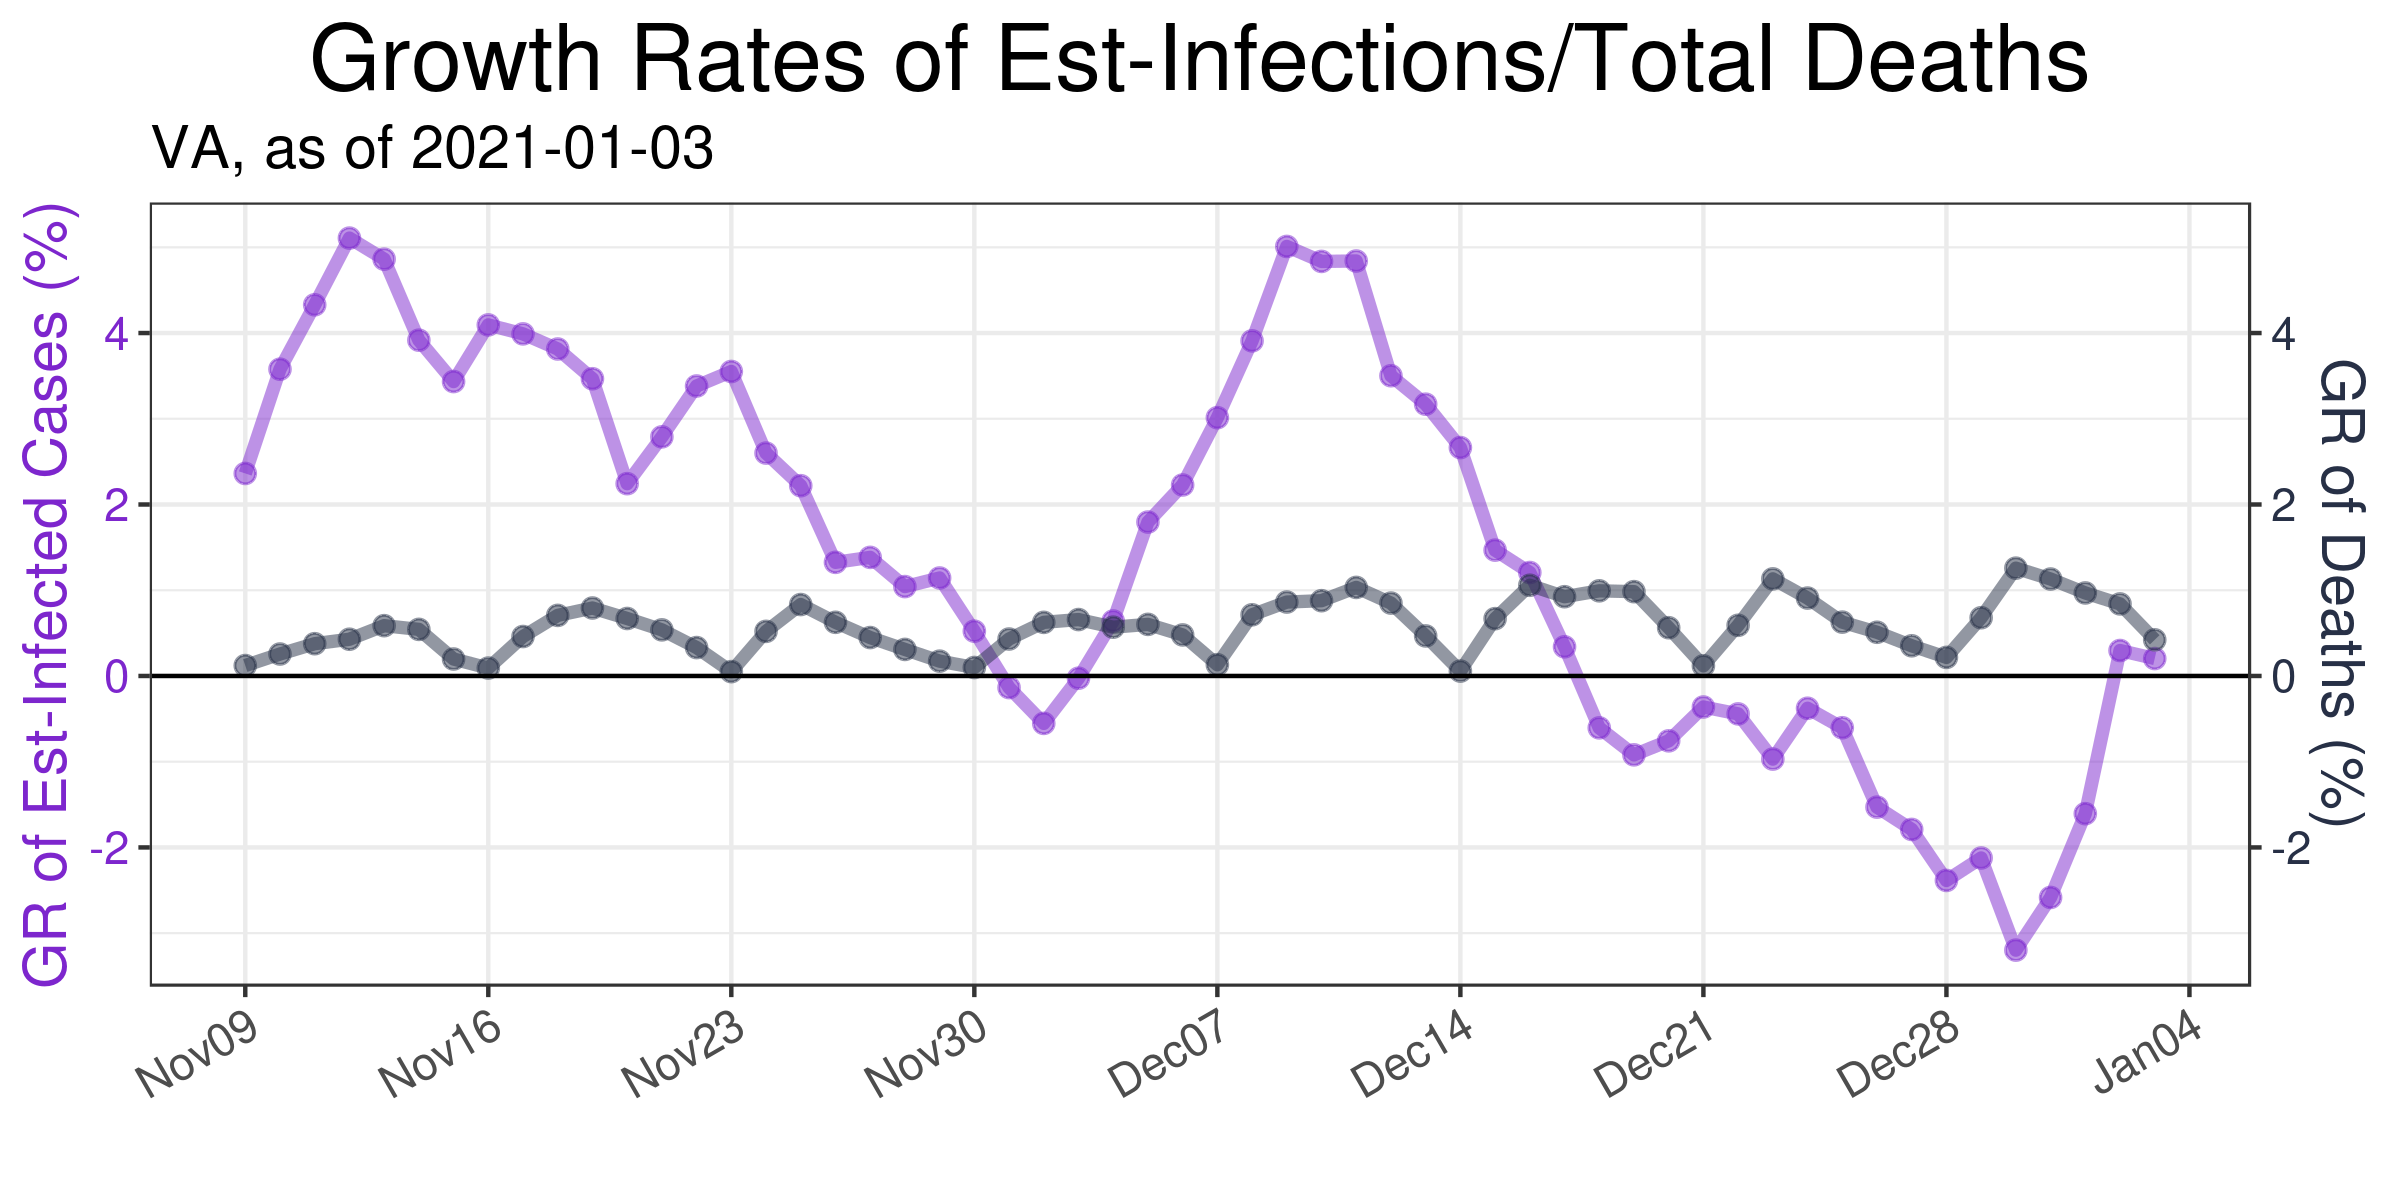 Growth Rates of Est-Infections/Total Deaths
VA, as of 2021-01-03
GR of Est-Infected Cases (%)
4
2
0
-2
4
2
0
-2
GR of Deaths (%)
Nov09
Nov16
Nov23
Nov30
Dec07
Dec14
Dec21
Dec28
Jan04